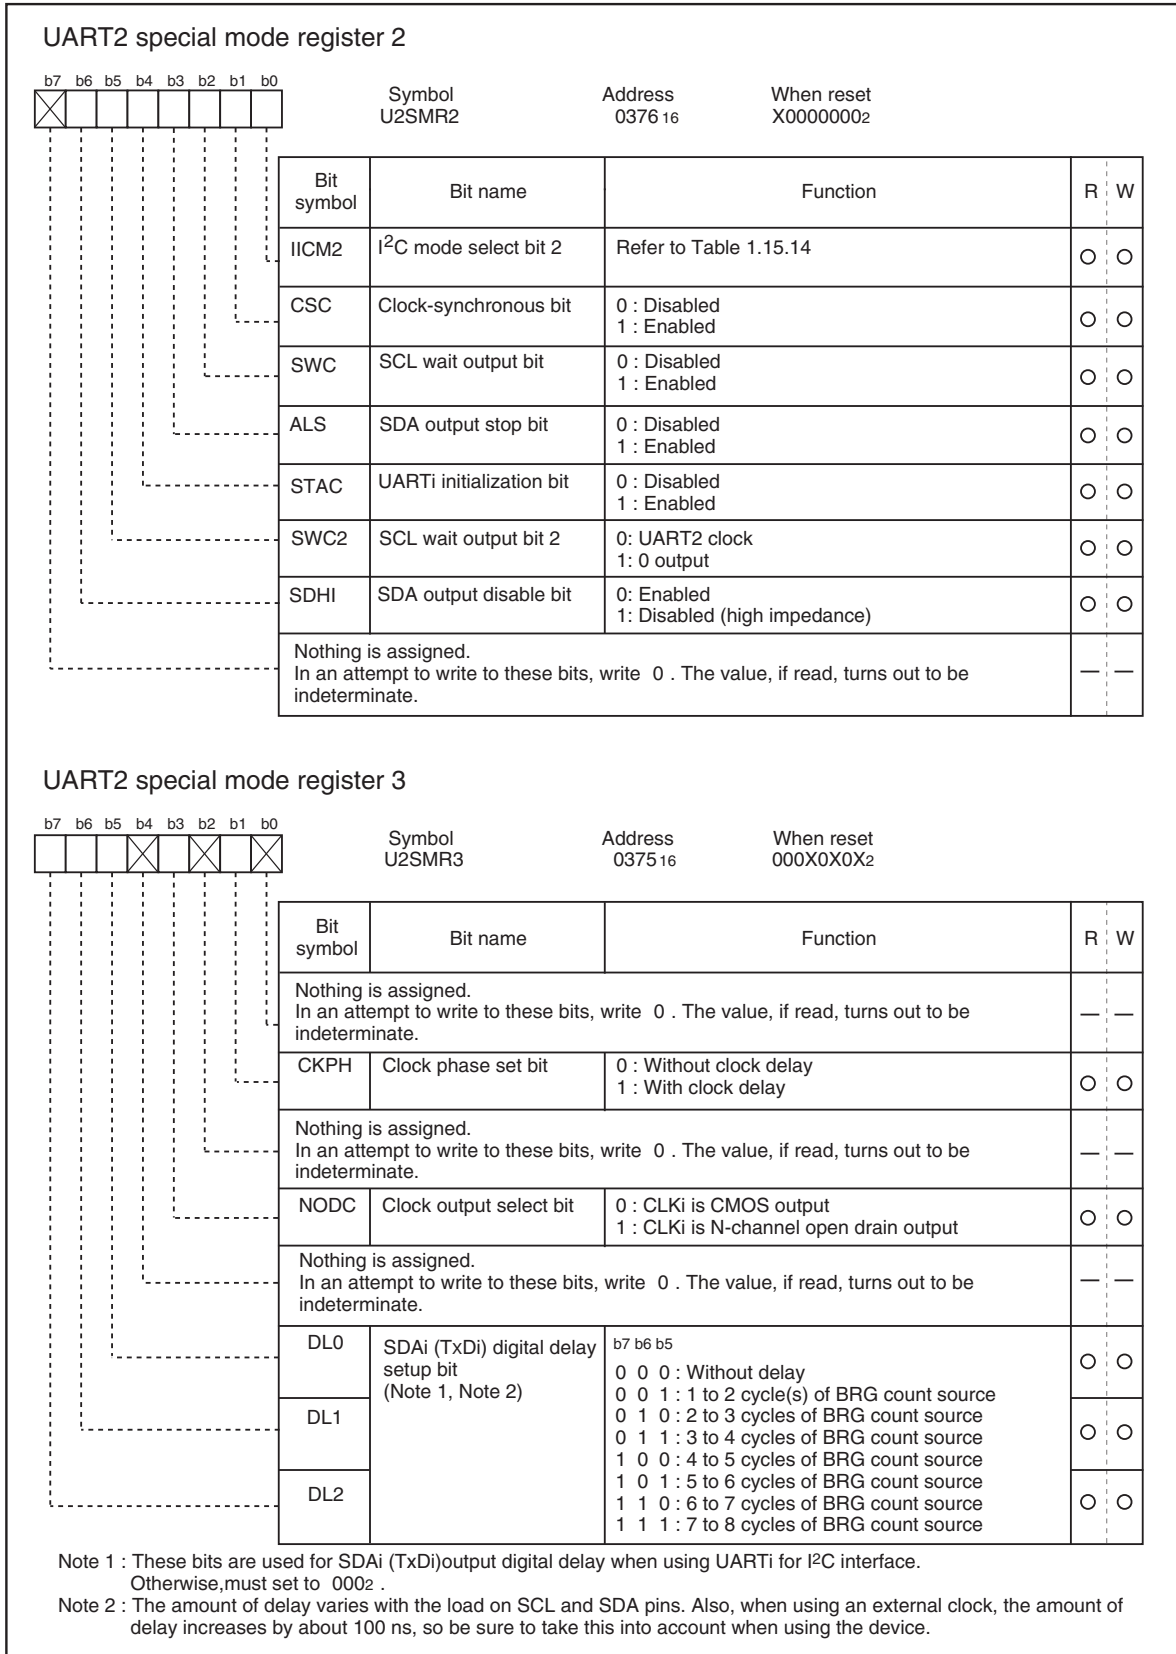 UART2 special mode register 2
b7 b6 b5 b4 b3 b2 b1 b0
Symbol Address When reset
U2SMR2 0376 16 X00000002
Bit symbol Bit name Function R W
IICM2 I2C mode select bit 2 Refer to Table 1.15.14
CSC Clock-synchronous bit 0 : Disabled
1 : Enabled
SWC SCL wait output bit 0 : Disabled
1 : Enabled
ALS SDA output stop bit 0 : Disabled
1 : Enabled
STAC UARTi initialization bit 0 : Disabled
1 : Enabled
SWC2 SCL wait output bit 2 0: UART2 clock
1: 0 output
SDHI SDA output disable bit 0: Enabled
1: Disabled (high impedance)
Nothing is assigned.
In an attempt to write to these bits, write 0 . The value, if read, turns out to be
indeterminate. — —
UART2 special mode register 3
b7 b6 b5 b4 b3 b2 b1 b0
Symbol Address When reset
U2SMR3 0375 16 000X0X0X2
Bit symbol Bit name Function R W
Nothing is assigned.
In an attempt to write to these bits, write 0 . The value, if read, turns out to be
indeterminate. — —
CKPH Clock phase set bit 0 : Without clock delay
1 : With clock delay
Nothing is assigned.
In an attempt to write to these bits, write 0 . The value, if read, turns out to be
indeterminate. — —
NODC Clock output select bit 0 : CLKi is CMOS output
1 : CLKi is N-channel open drain output
Nothing is assigned.
In an attempt to write to these bits, write 0 . The value, if read, turns out to be
indeterminate. — —
DL0
DL1
DL2
SDAi (TxDi) digital delay
setup bit
(Note 1, Note 2)
b7 b6 b5
0 0 0 : Without delay
0 0 1 : 1 to 2 cycle(s) of BRG count source
0 1 0 : 2 to 3 cycles of BRG count source
0 1 1 : 3 to 4 cycles of BRG count source
1 0 0 : 4 to 5 cycles of BRG count source
1 0 1 : 5 to 6 cycles of BRG count source
1 1 0 : 6 to 7 cycles of BRG count source
1 1 1 : 7 to 8 cycles of BRG count source
Note 1 : These bits are used for SDAi (TxDi)output digital delay when using UARTi for I2C interface.
Otherwise,must set to 0002 .
Note 2 : The amount of delay varies with the load on SCL and SDA pins. Also, when using an external clock, the amount of
delay increases by about 100 ns, so be sure to take this into account when using the device.